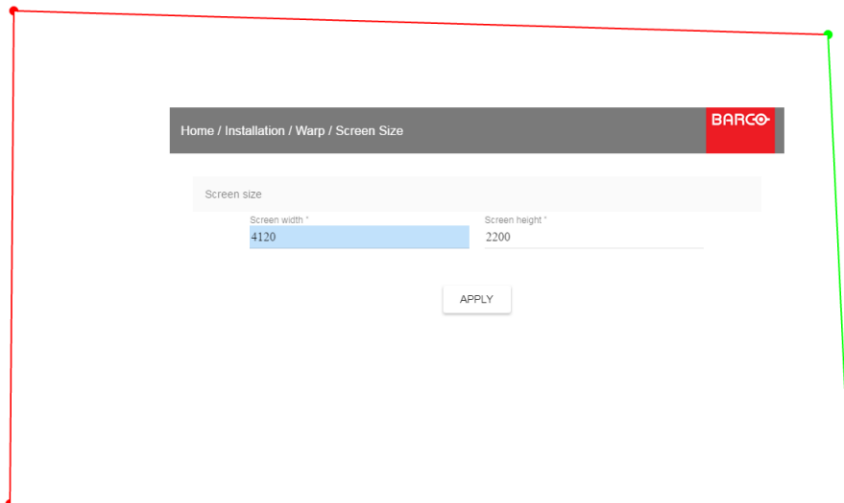 Home / Installation / Warp / Screen Size
BARCO
Screen size
Screen width *
Screen height *
4120
2200
APPLY